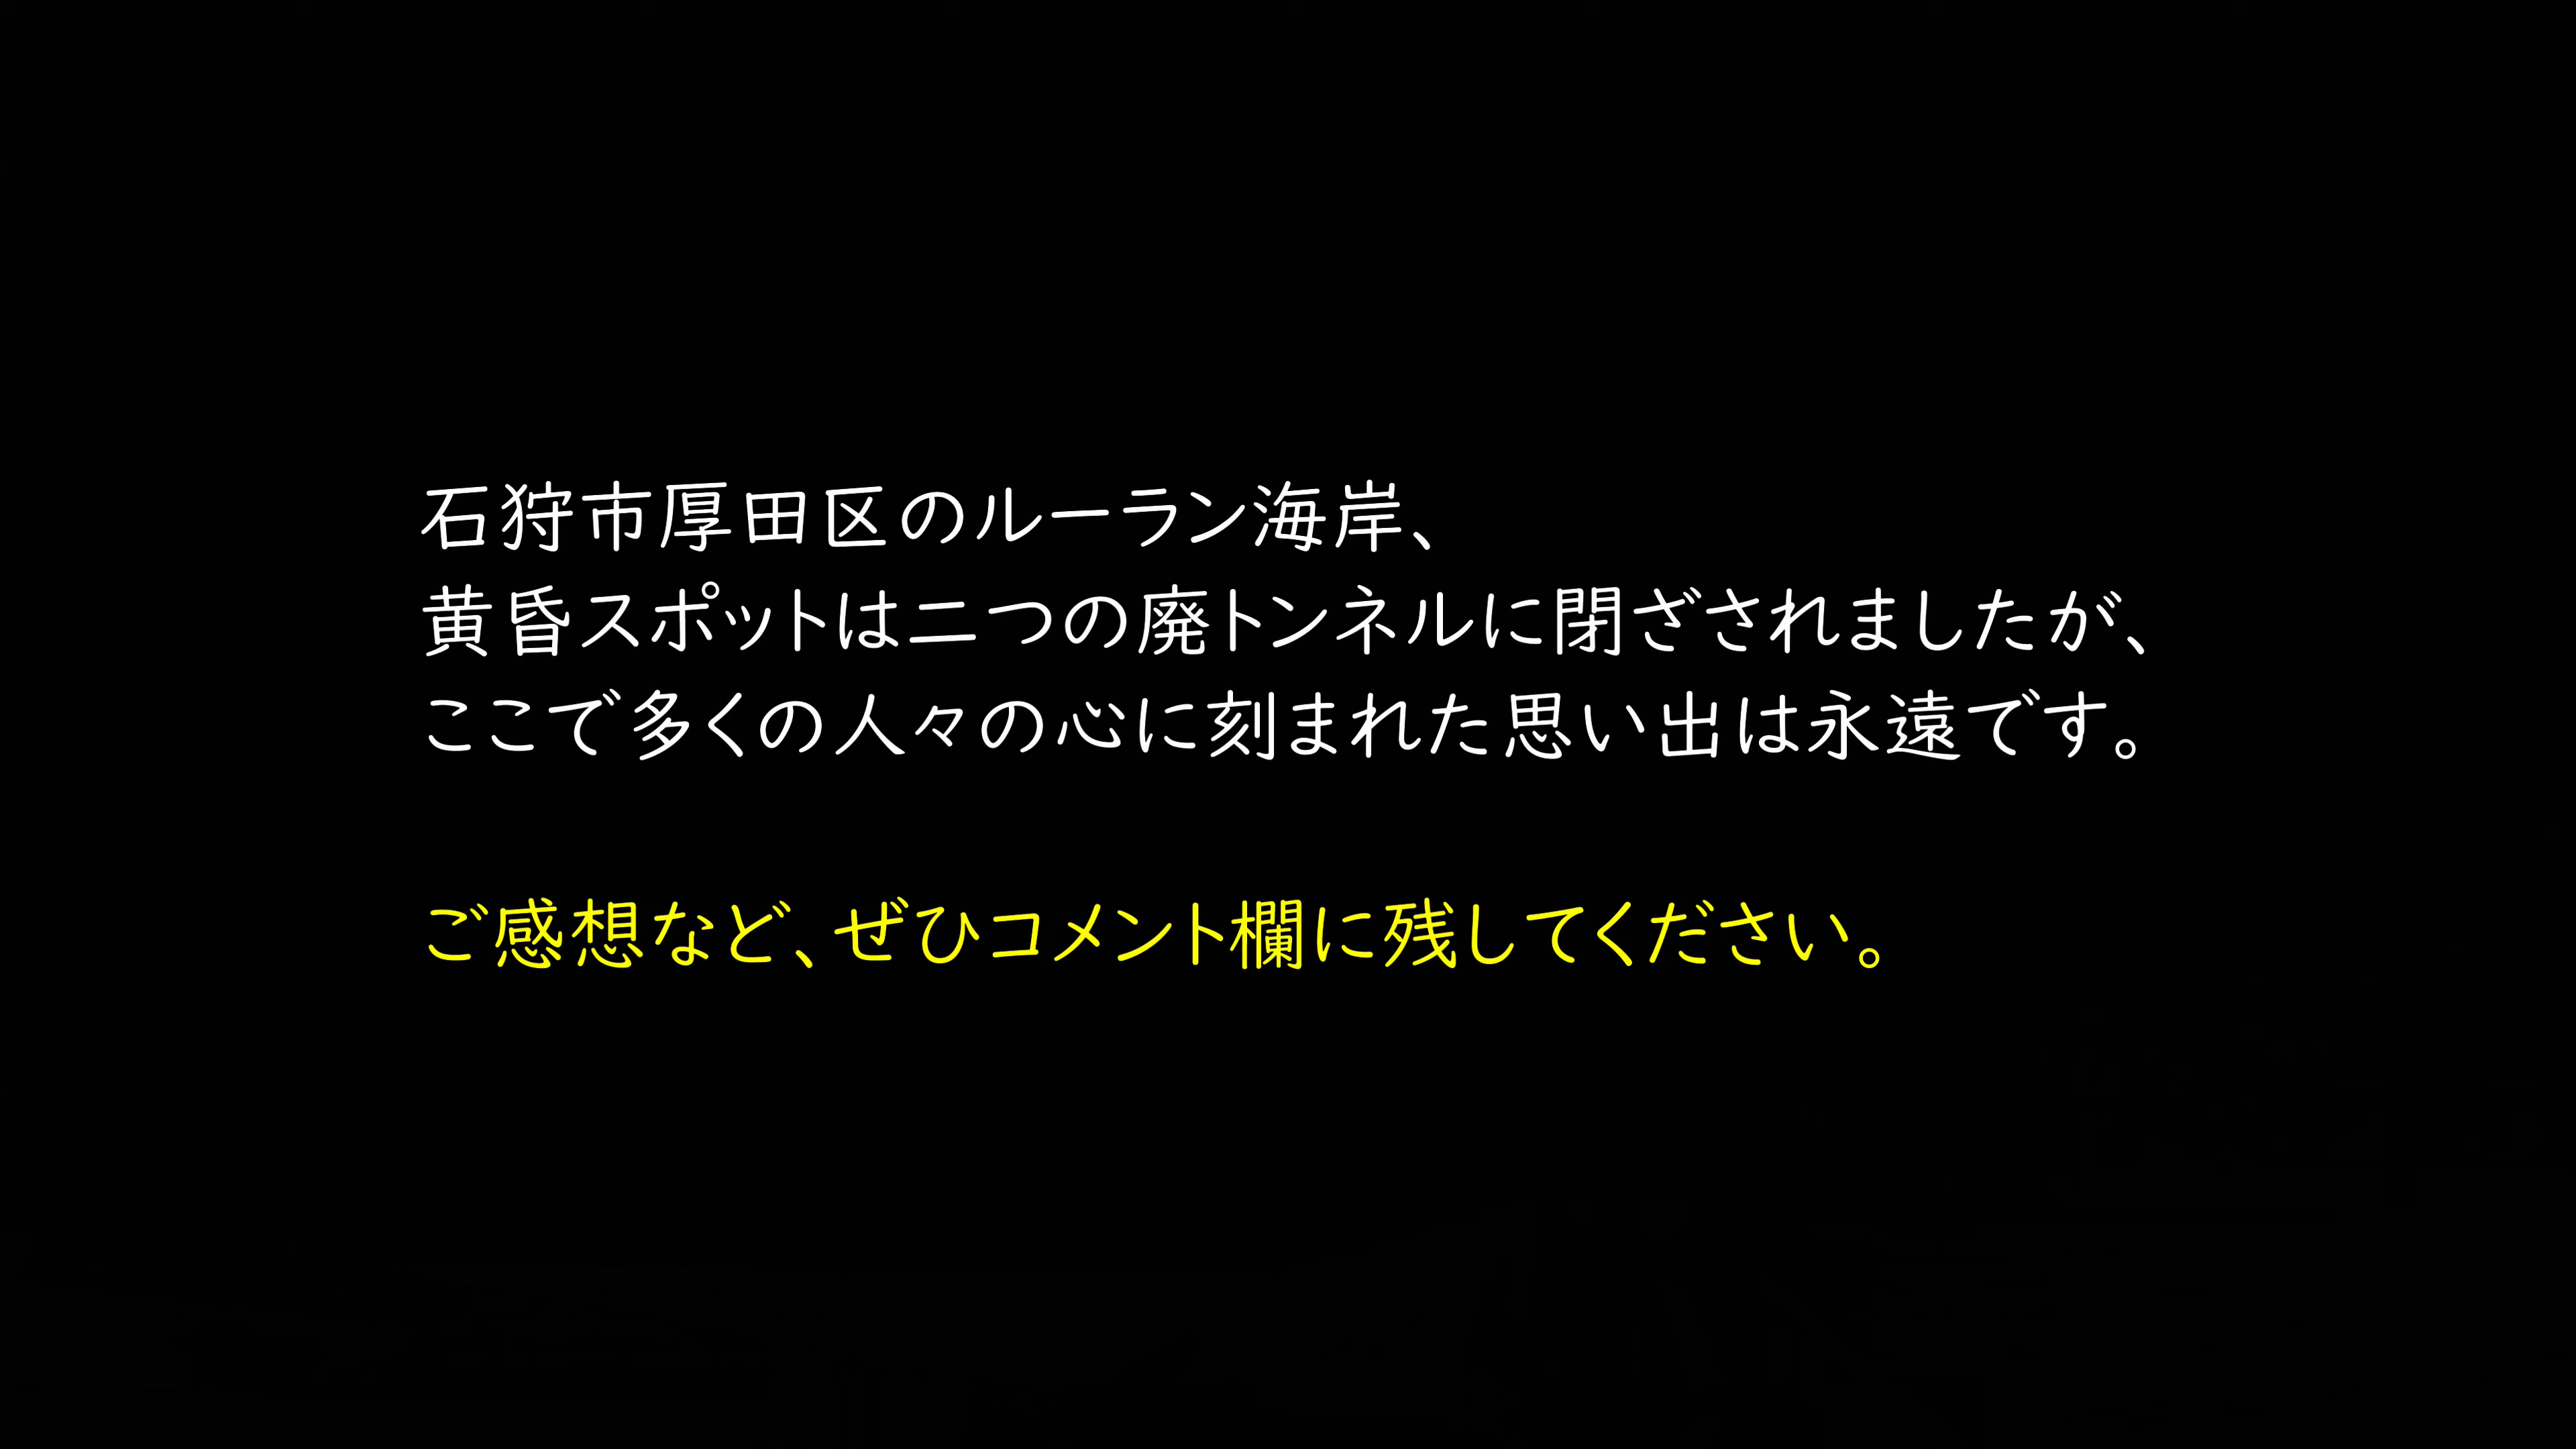 石狩市厚田区のルーラン海岸、
黄昏スポットは二つの廃トンネルに閉ざされましたが、
ここで多くの人々の心に刻まれた思い出は永遠です。
ご感想など、ぜひコメント欄に残してください。